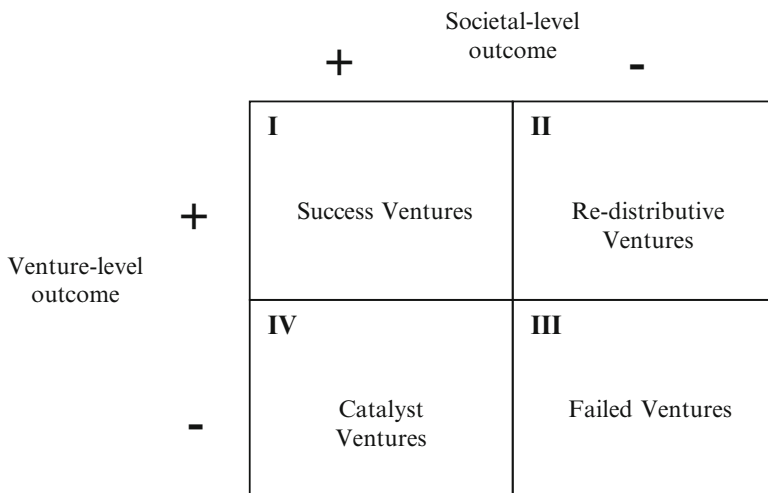 Societal-level
outcome
+ -
I
II
+
Success Ventures
Re-distributive
Ventures
Venture-level
outcome
IV
III
-
Catalyst
Ventures
Failed Ventures